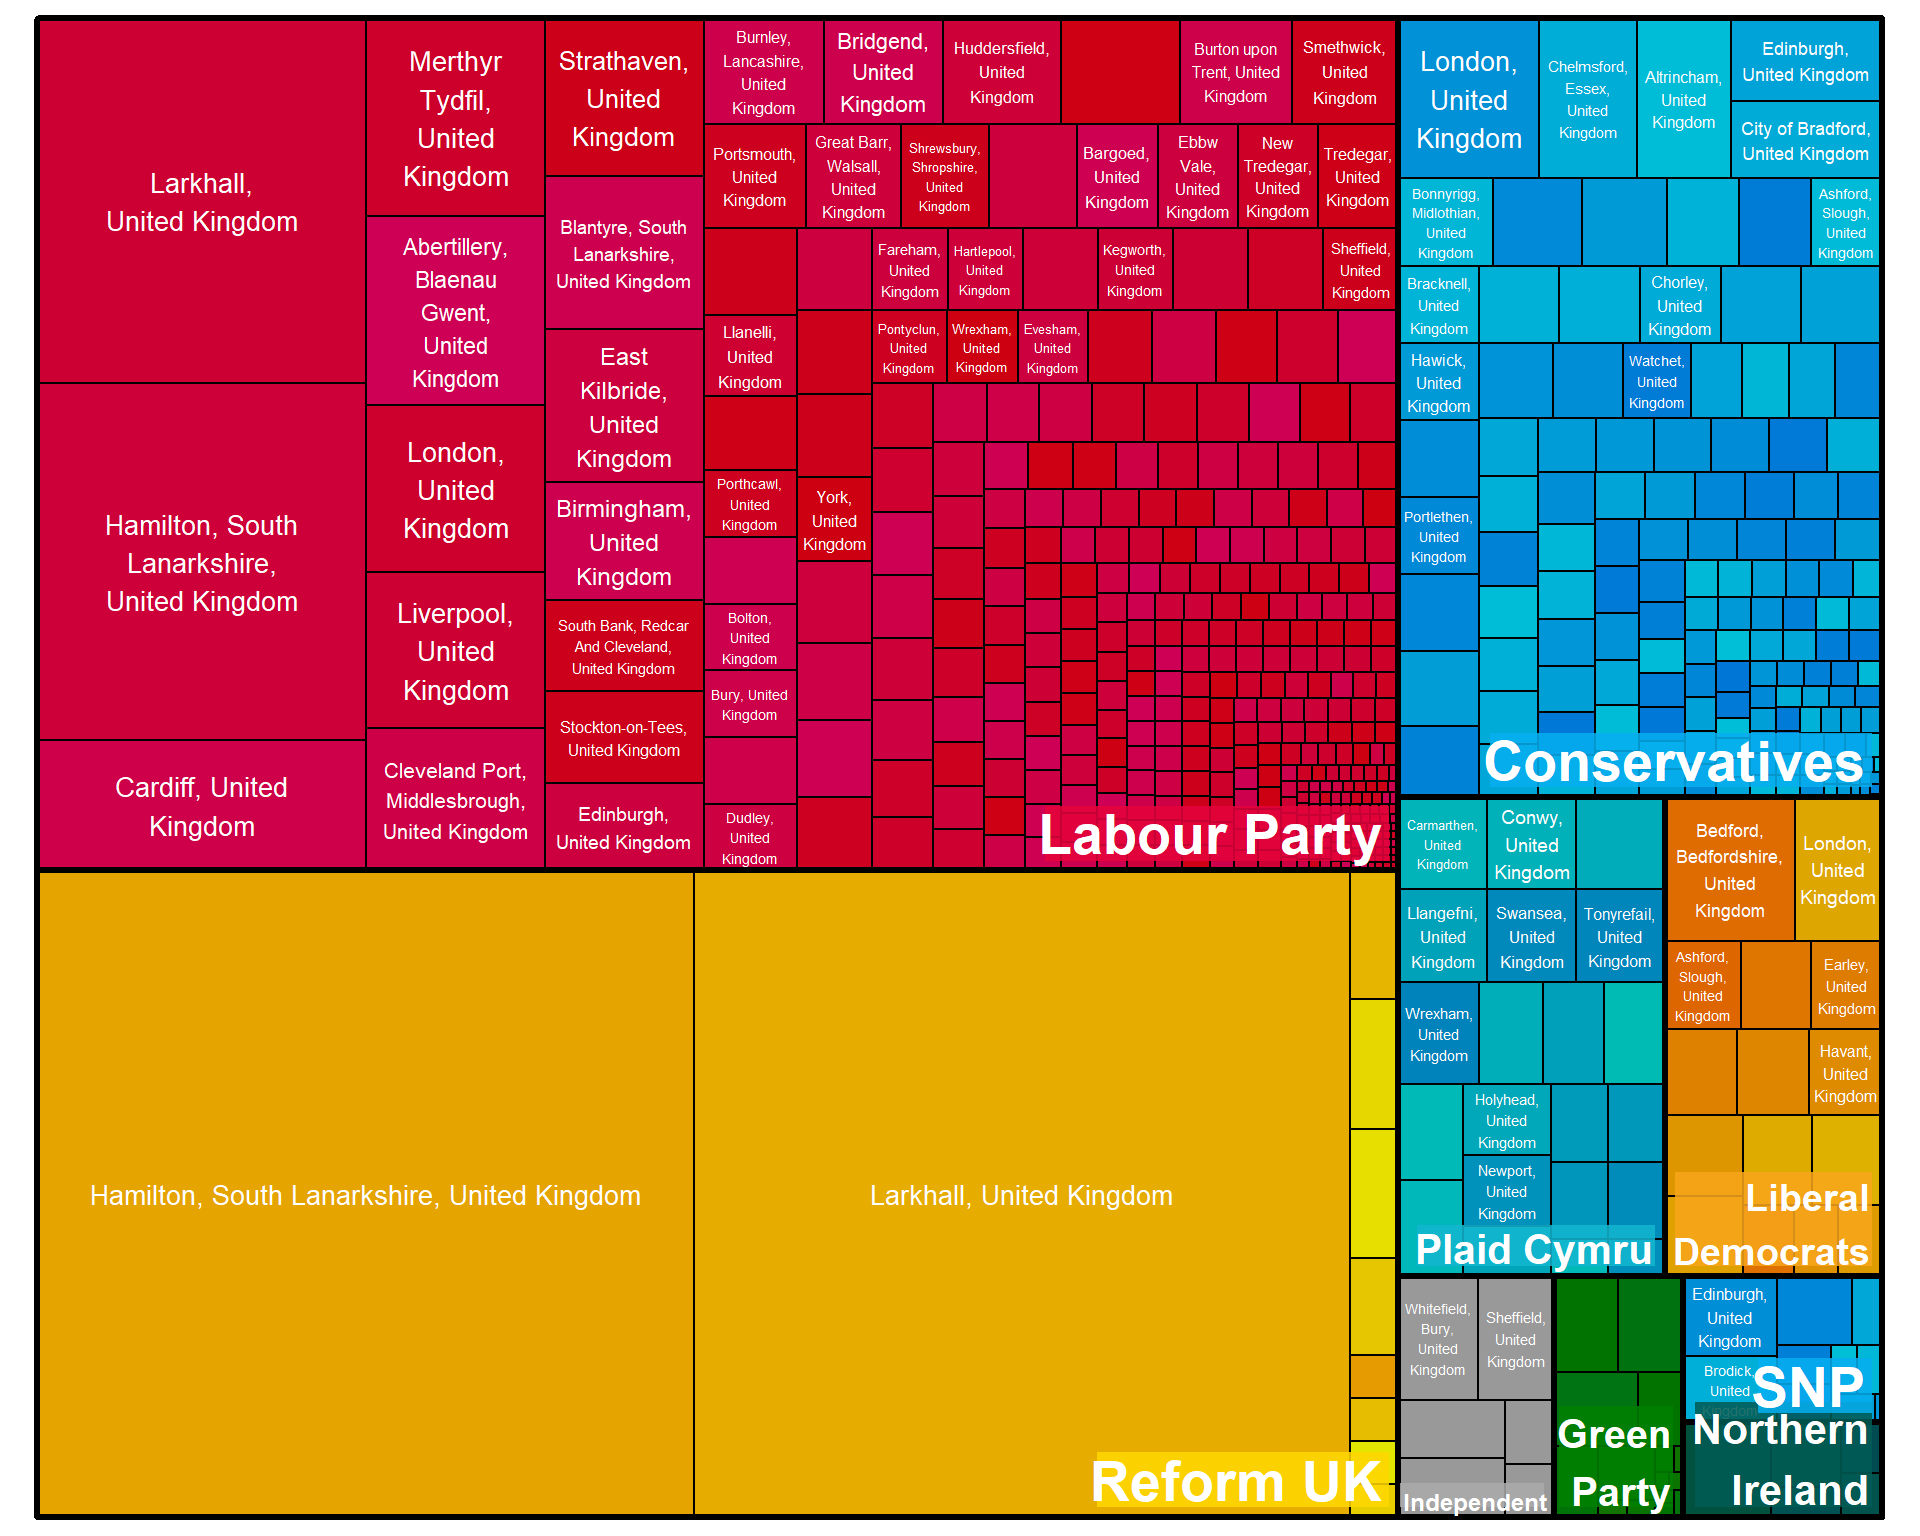 Larkhall,
United Kingdom
Hamilton, South
Lanarkshire,
United Kingdom
Cardiff, United
Kingdom
Merthyr
Tydfil,
United
Kingdom
Abertillery,
Blaenau
Gwent,
United
Kingdom
London,
United
Kingdom
Liverpool,
United
Kingdom
Cleveland Port,
Middlesbrough,
United Kingdom
Strathaven,
United
Kingdom
Blantyre, South
Lanarkshire,
United Kingdom
East
Kilbride,
United
Kingdom
Birmingham,
United
Kingdom
South Bank, Redcar
And Cleveland,
United Kingdom
Stockton-on-Tees,
United Kingdom
Edinburgh,
United Kingdom
Burnley,
Lancashire,
United
Kingdom
Bridgend,
United
Kingdom
Huddersfield,
United
Kingdom
Burton upon
Trent, United
Kingdom
Smethwick,
United
Kingdom
Portsmouth,
United
Kingdom
Great Barr,
Walsall,
United
Kingdom
Shrewsbury,
Shropshire,
United
Kingdom
Bargoed,
United
Kingdom
Ebbw
Vale,
United
Kingdom
New
Tredegar,
United
Kingdom
Tredegar,
United
Kingdom
Fareham,
United
Kingdom
Hartlepool,
United
Kingdom
Kegworth,
United
Kingdom
Sheffield,
United
Kingdom
Llanelli,
United
Kingdom
Pontyclun,
United
Kingdom
Wrexham,
United
Kingdom
Evesham,
United
Kingdom
Porthcawl,
United
Kingdom
York,
United
Kingdom
Bolton,
United
Kingdom
Bury, United
Kingdom
Dudley,
United
Kingdom
Labour Party
Hamilton, South Lanarkshire, United Kingdom
Larkhall, United Kingdom
Reform UK
London,
United
Kingdom
Chelmsford,
Essex,
United
Kingdom
Altrincham,
United
Kingdom
Edinburgh,
United Kingdom
City of Bradford,
United Kingdom
Bonnyrigg,
Midlothian,
United
Kingdom
Ashford,
Slough,
United
Kingdom
Bracknell,
United
Kingdom
Chorley,
United
Kingdom
Hawick,
United
Kingdom
Watchet,
United
Kingdom
Portlethen,
United
Kingdom
Conservatives
Carmarthen,
United
Kingdom
Conwy,
United
Kingdom
Llangefni,
United
Kingdom
Swansea,
United
Kingdom
Tonyrefail,
United
Kingdom
Wrexham,
United
Kingdom
Holyhead,
United
Kingdom
Newport,
United
Kingdom
Plaid Cymru
Bedford,
Bedfordshire,
United
Kingdom
London,
United
Kingdom
Ashford,
Slough,
United
Kingdom
Earley,
United
Kingdom
Havant,
United
Kingdom
Liberal
Democrats
Whitefield,
Bury,
United
Kingdom
Sheffield,
United
Kingdom
Independent
Green
Party
Edinburgh,
United
Kingdom
Brodick,
United
Kingdom
SNP
Northern
Ireland